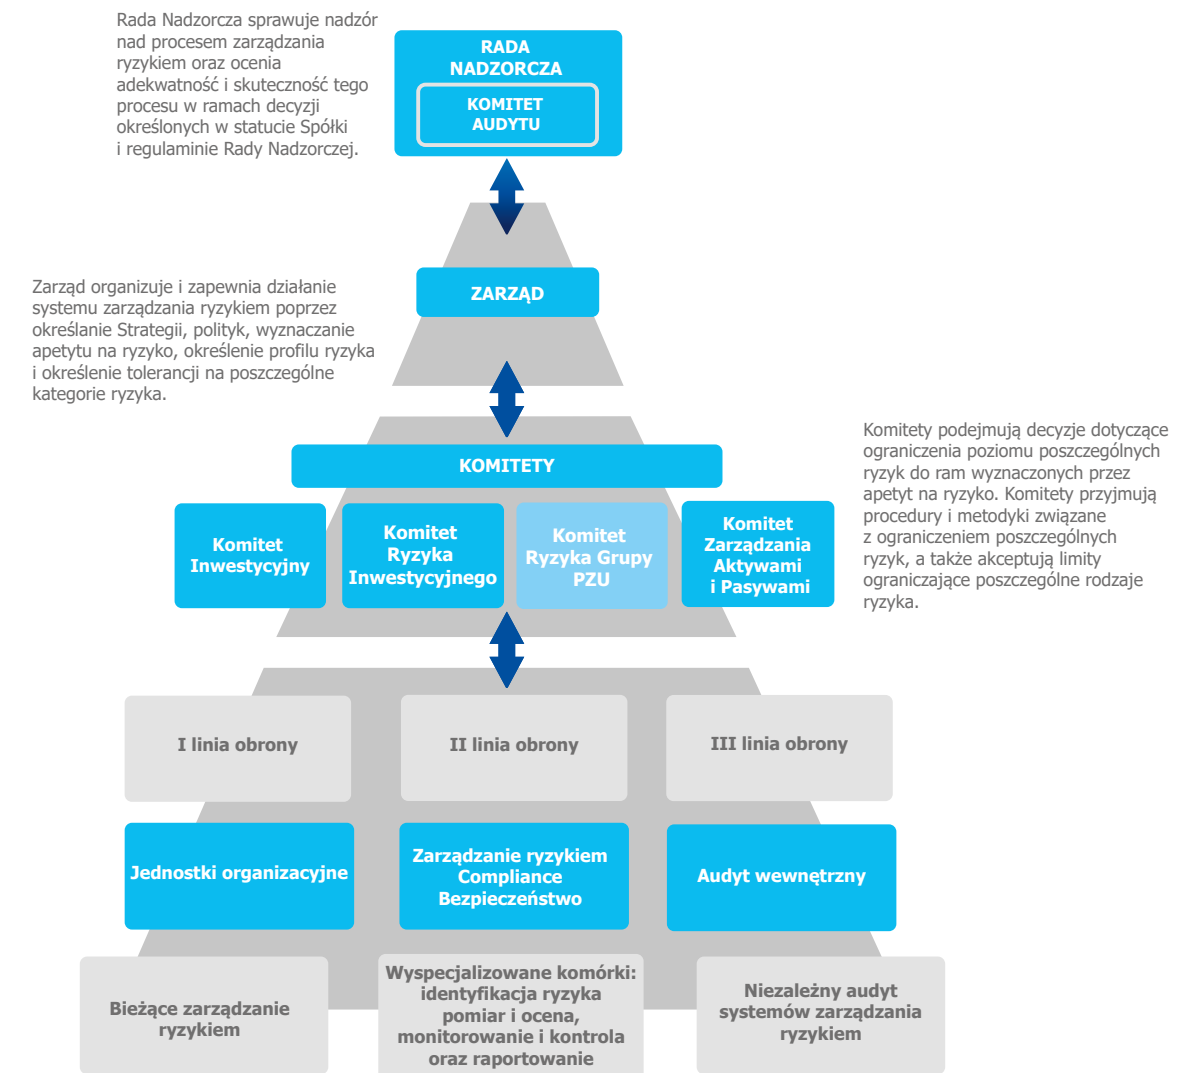 Rada Nadzorcza sprawuje nadzór
nad procesem zarządzania
ryzykiem oraz ocenia
adekwatność i skuteczność tego
procesu w ramach decyzji
określonych w statucie Spółki
i regulaminie Rady Nadzorczej.
RADA
NADZORCZA
KOMITET
AUDYTU
ZARZĄD
Zarząd organizuje i zapewnia działanie
systemu zarządzania ryzykiem poprzez
określanie Strategii, polityk, wyznaczanie
apetytu na ryzyko, określenie profilu ryzyka
i określenie tolerancji na poszczególne
kategorie ryzyka.
Komitety podejmują decyzje dotyczące
ograniczenia poziomu poszczególnych
ryzyk do ram wyznaczonych przez
apetyt na ryzyko. Komitety przyjmują
procedury i metodyki związane
z ograniczeniem poszczególnych
ryzyk, a także akceptują limity
ograniczające poszczególne rodzaje
ryzyka.
KOMITETY
Komitet
Inwestycyjny
Komitet
Ryzyka
Inwestycyjnego
Komitet
Ryzyka Grupy
PZU
Komitet
Zarządzania
Aktywami
i Pasywami
I linia obrony
II linia obrony
III linia obrony
Jednostki organizacyjne
Zarządzanie ryzykiem
Compliance
Bezpieczeństwo
Audyt wewnętrzny
Bieżące zarządzanie
ryzykiem
Wyspecjalizowane komórki:
identyfikacja ryzyka
pomiar i ocena,
monitorowanie i kontrola
oraz raportowanie
Niezależny audyt
systemów zarządzania
ryzykiem